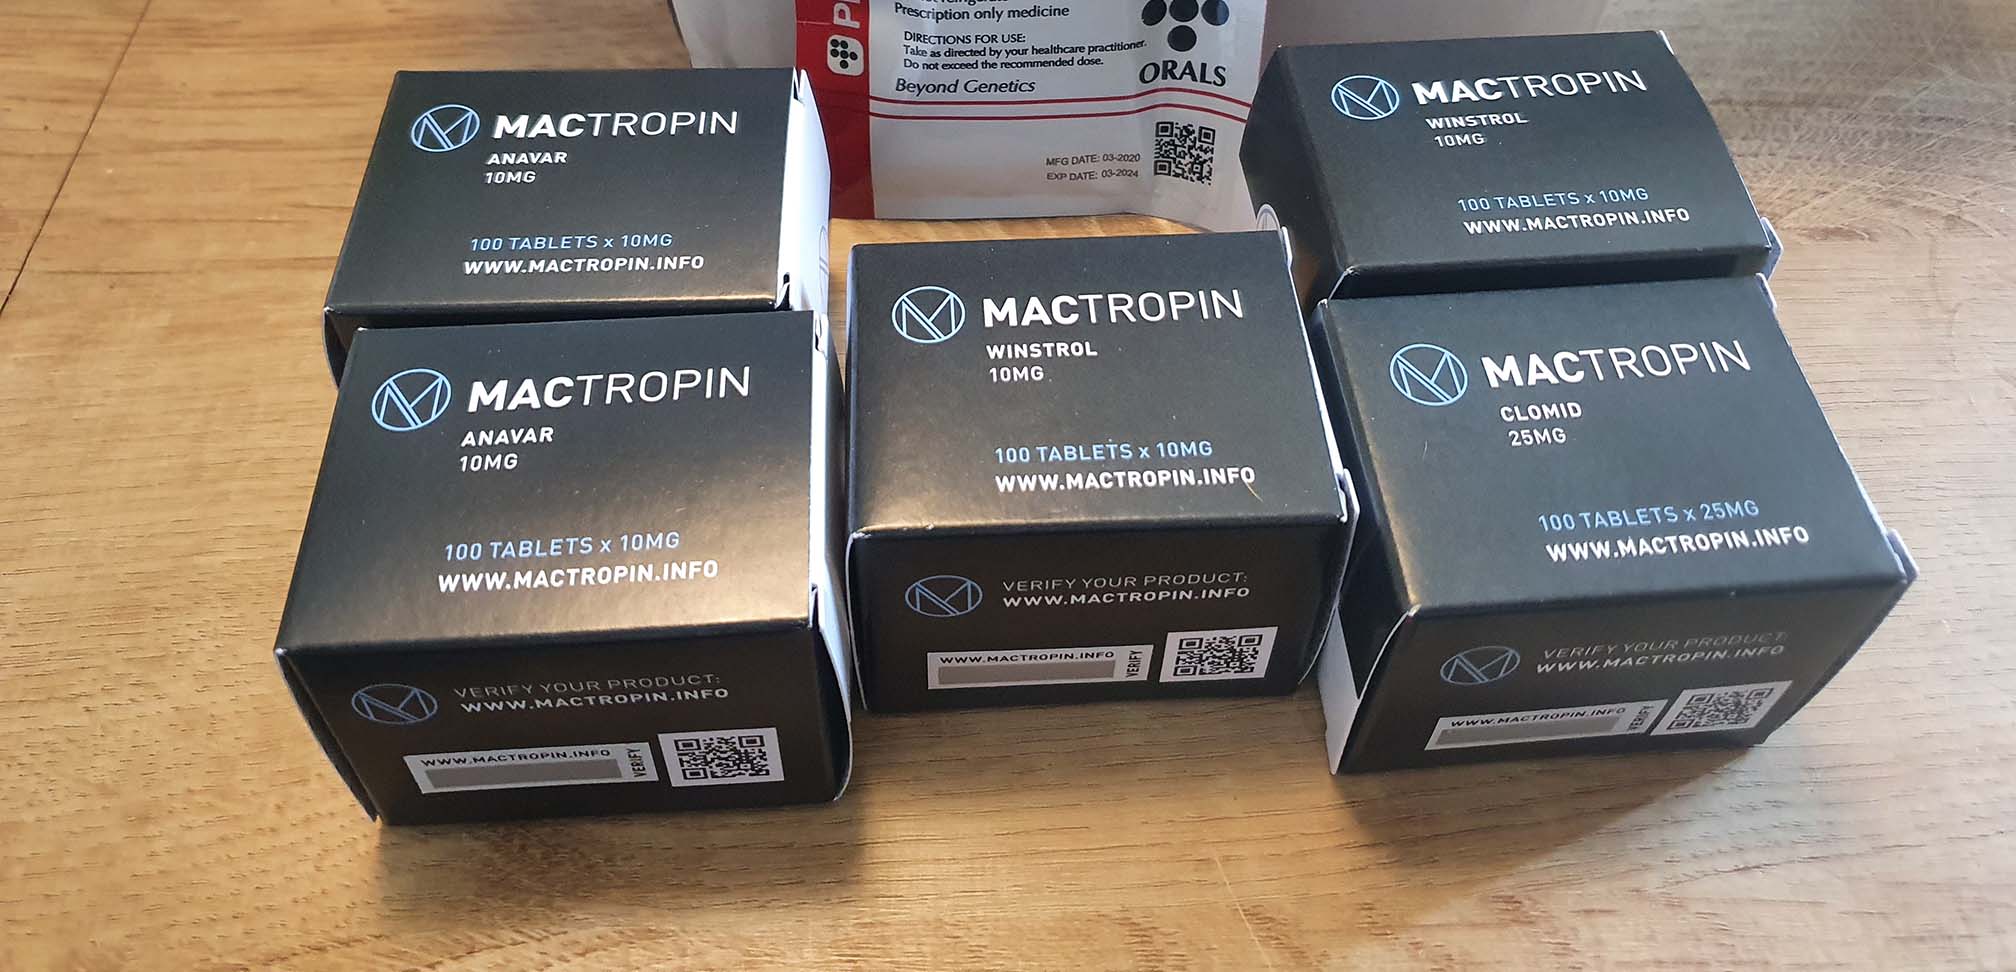 Prescription only medicine
DIRECTIONS FOR USE:
Take as directed by your healthcare practitioner.
Do not exceed the recommended dose.
Beyond Genetics
ORALS
MFG DATE: 03-2020
EXP DATE: 03-2024
MACTROPIN
ANAVAR
10MG
100 TABLETS x 10MG
WWW.MACTROPIN.INFO
MACTROPIN
WINSTROL
10MG
100 TABLETS x 10MG
WWW.MACTROPIN.INFO
MACTROPIN
ANAVAR
10MG
100 TABLETS x 10MG
WWW.MACTROPIN.INFO
VERIFY YOUR PRODUCT:
WWW.MACTROPIN.INFO
WWW.MACTROPIN.INFO
VERIFY
MACTROPIN
WINSTROL
10MG
100 TABLETS x 10MG
WWW.MACTROPIN.INFO
VERIFY YOUR PRODUCT:
WWW.MACTROPIN.INFO
WWW.MACTROPIN.INFO
VERIFY
MACTROPIN
CLOMID
25MG
100 TABLETS x 25MG
WWW.MACTROPIN.INFO
VERIFY YOUR PRODUCT:
WWW.MACTROPIN.INFO
WWW.MACTROPIN.INFO
VERIFY